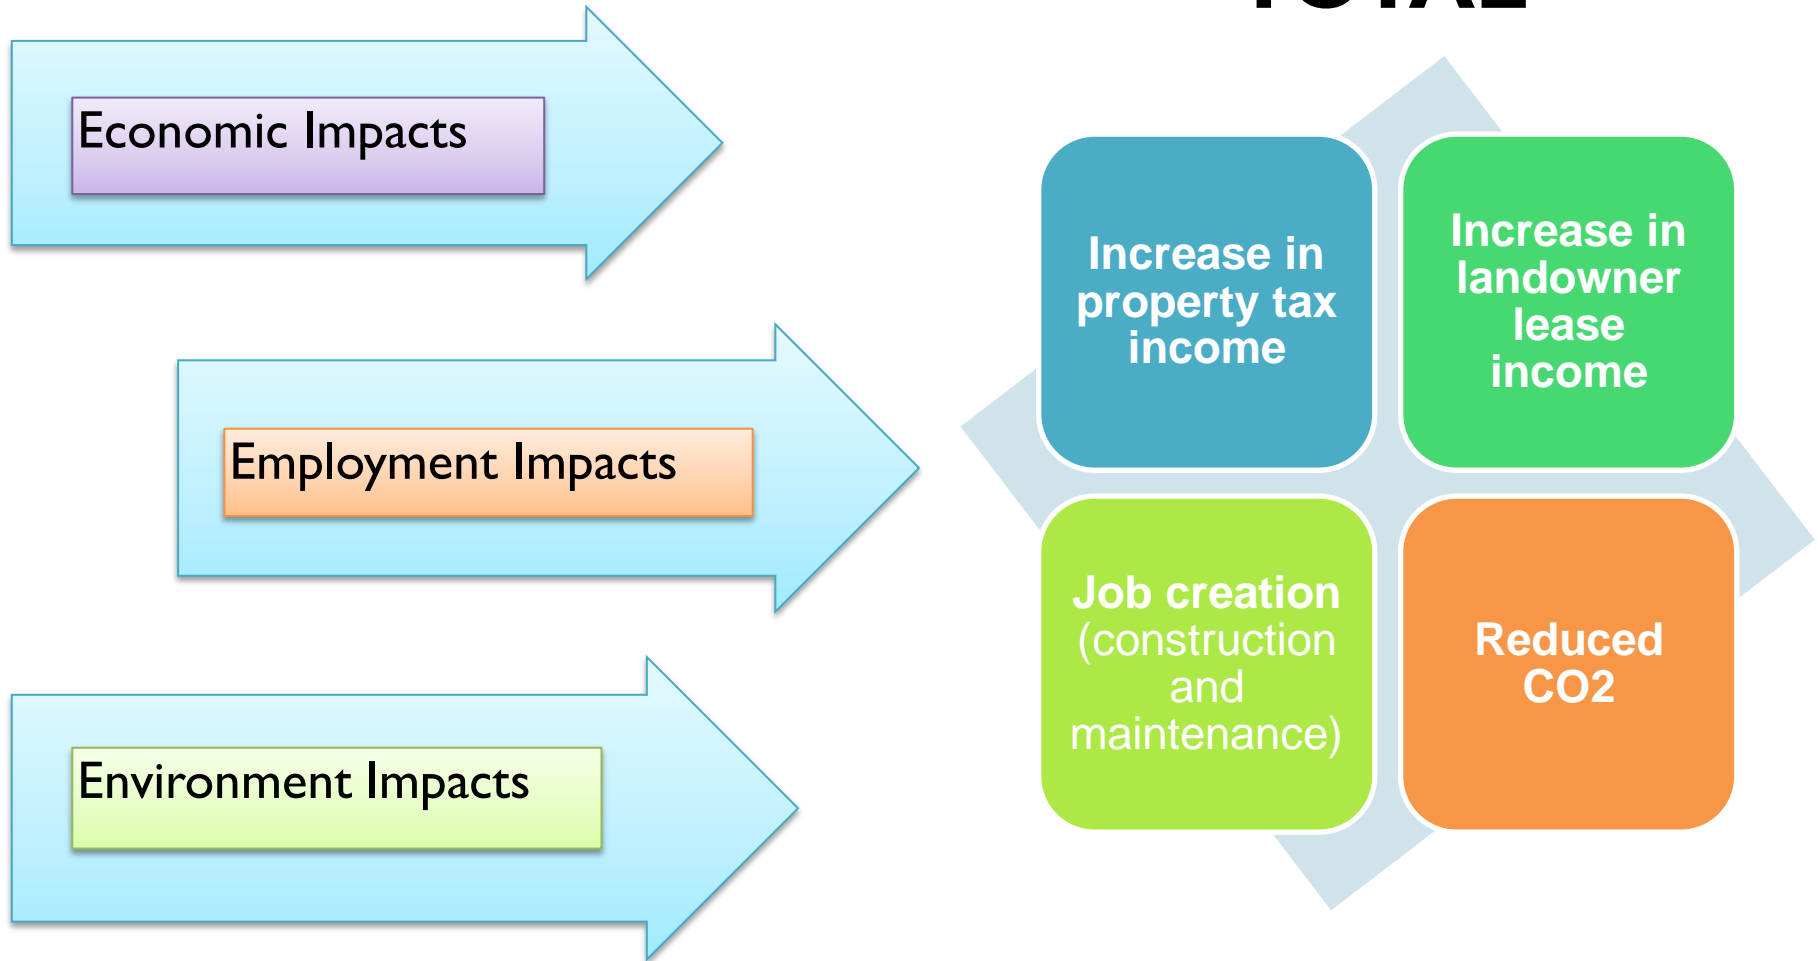 TOTAL
Economic Impacts
Employment Impacts
Environment Impacts
Increase in
property tax
income
Increase in
landowner
lease
income
Job creation
(construction
and
maintenance)
Reduced
CO2